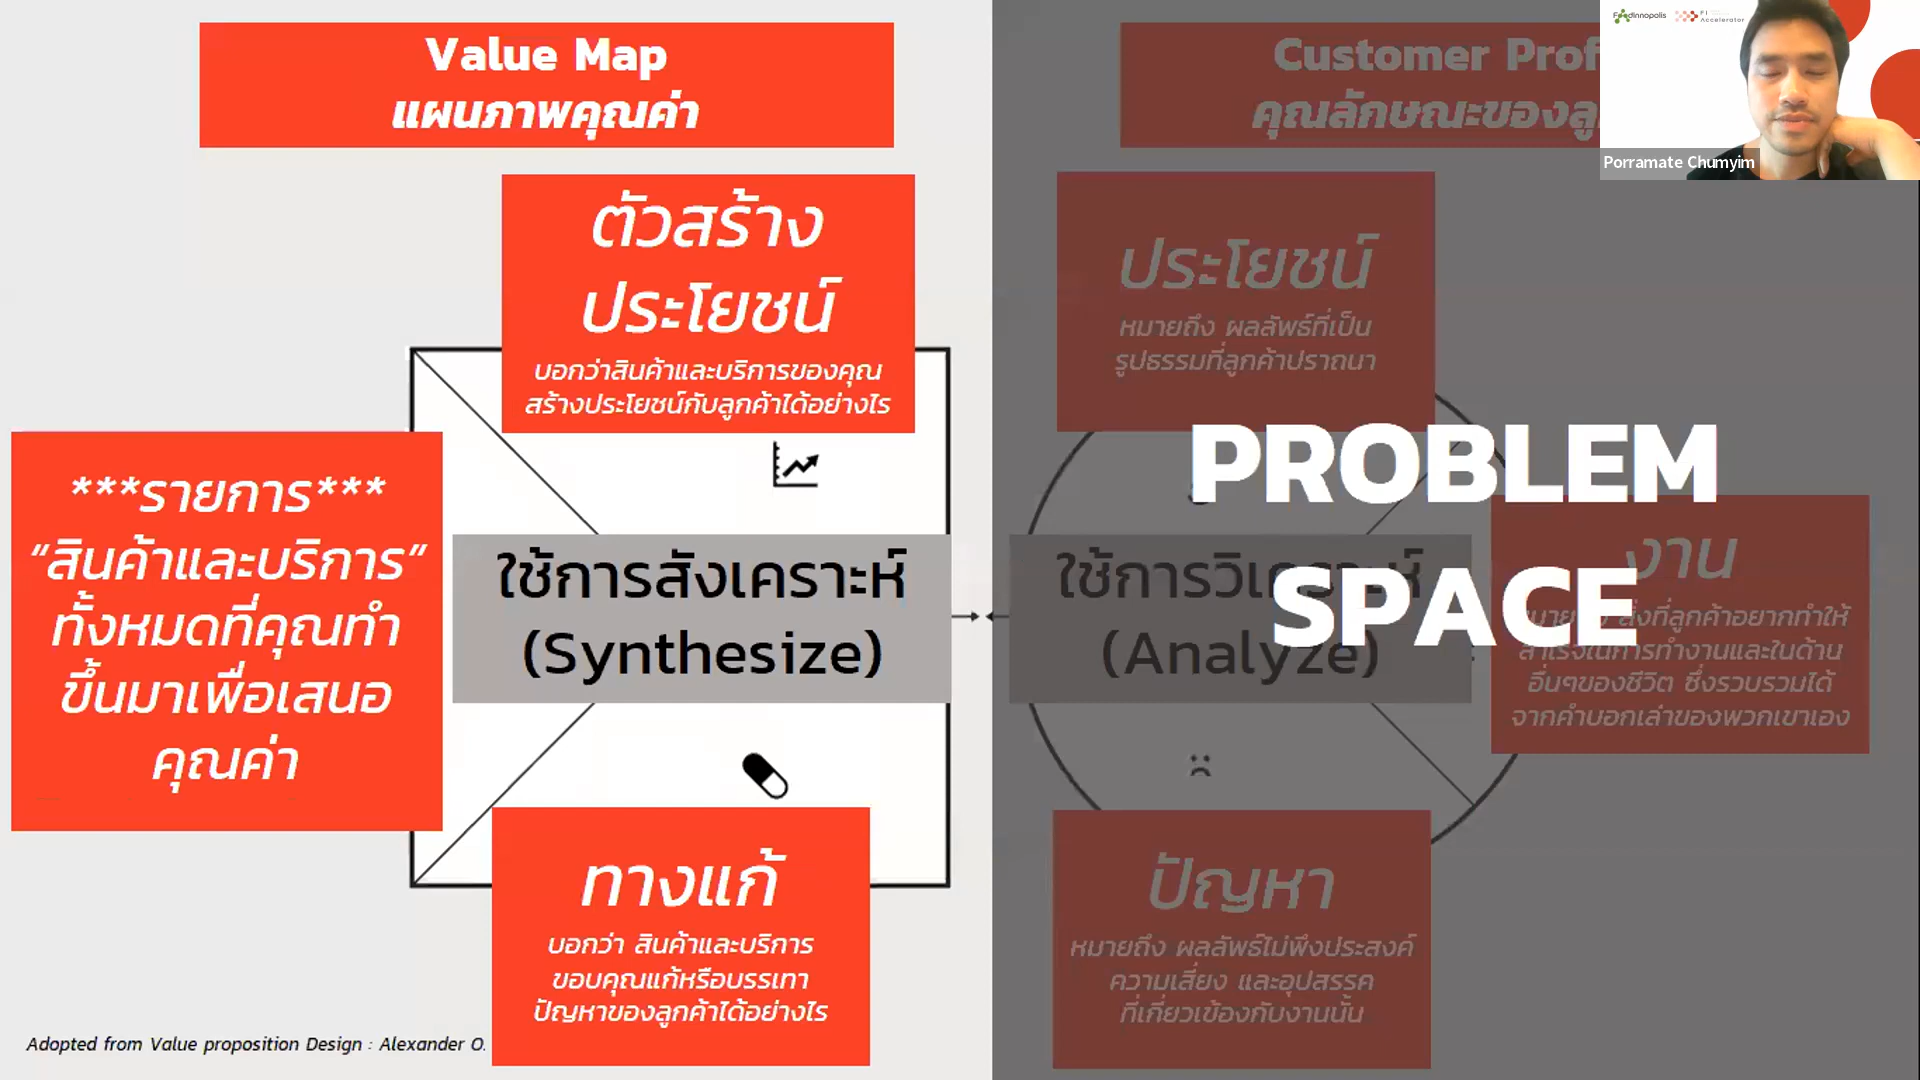 Value Map
แผนภาพคุณค่า
Customer Prof
คุณลักษณะของลู
Foodinnopolis
FI
Accelerator
Porramate Chumyim
ตัวสร้าง
ประโยชน์
บอกว่าสินค้าและบริการของคุณ
สร้างประโยชน์กับลูกค้าได้อย่างไร
ประโยชน์
หมายถึง ผลลัพธ์ที่เป็น
รูปธรรมที่ลูกค้าปราถนา
***รายการ***
“สินค้าและบริการ”
ทั้งหมดที่คุณทำ
ขึ้นมาเพื่อเสนอ
คุณค่า
ใช้การสังเคราะห์
(Synthesize)
ใช้การวิเคราะห์
(Analyze)
PROBLEM
SPACE
งาน
หมายถึง สิ่งที่ลูกค้าอยากทำให้
สำเร็จในการทำงานและในด้าน
อื่นๆของชีวิต ซึ่งรวบรวมได้
จากคำบอกเล่าของพวกเขาเอง
ทางแก้
บอกว่า สินค้าและบริการ
ขอบคุณแก้หรือบรรเทา
ปัญหาของลูกค้าได้อย่างไร
ปัญหา
หมายถึง ผลลัพธ์ไม่พึงประสงค์
ความเสี่ยง และอุปสรรค
ที่เกี่ยวเข้องกับงานนั้น
Adopted from Value proposition Design : Alexander O.